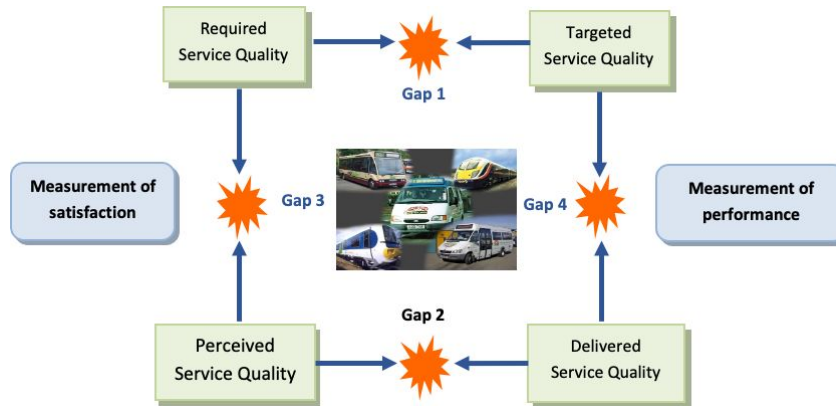 Required
Service Quality
Targeted
Service Quality
Gap 1
Measurement of
satisfaction
Gap 3
Gap 4
Measurement of
performance
Gap 2
Perceived
Service Quality
Delivered
Service Quality